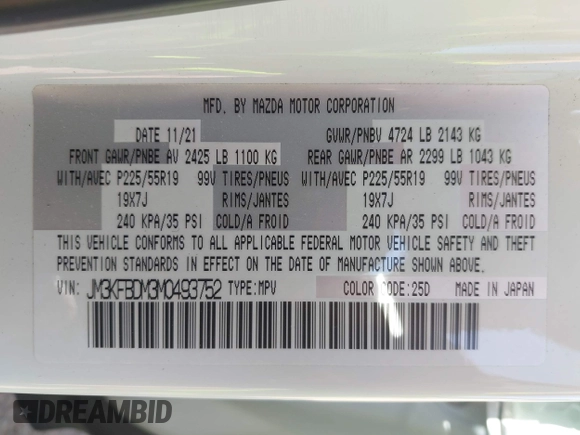 MFD. BY MAZDA MOTOR CORPORATION
DATE 11/21 GVWR/PNBV 4724 LB 2143 KG
FRONT GAWR/PNBE AV 2425 LB 1100 KG REAR GAWR/PNBE AR 2299 LB 1043 KG
WITH/AVEC P225/55R19 99V TIRES/PNEUS WITH/AVEC P225/55R19 99V TIRES/PNEUS
19X7J RIMS/JANTES 19X7J RIMS/JANTES
240 KPA/35 PSI COLD/A FROID 240 KPA/35 PSI COLD/A FROID
THIS VEHICLE CONFORMS TO ALL APPLICABLE FEDERAL MOTOR VEHICLE SAFETY AND THEFT
PREVENTION STANDARDS IN EFFECT ON THE DATE OF MANUFACTURE SHOWN ABOVE.
VIN: JM3KFBDM3M0493752 TYPE:MPV COLOR CODE:25D MADE IN JAPAN
DREAMBID